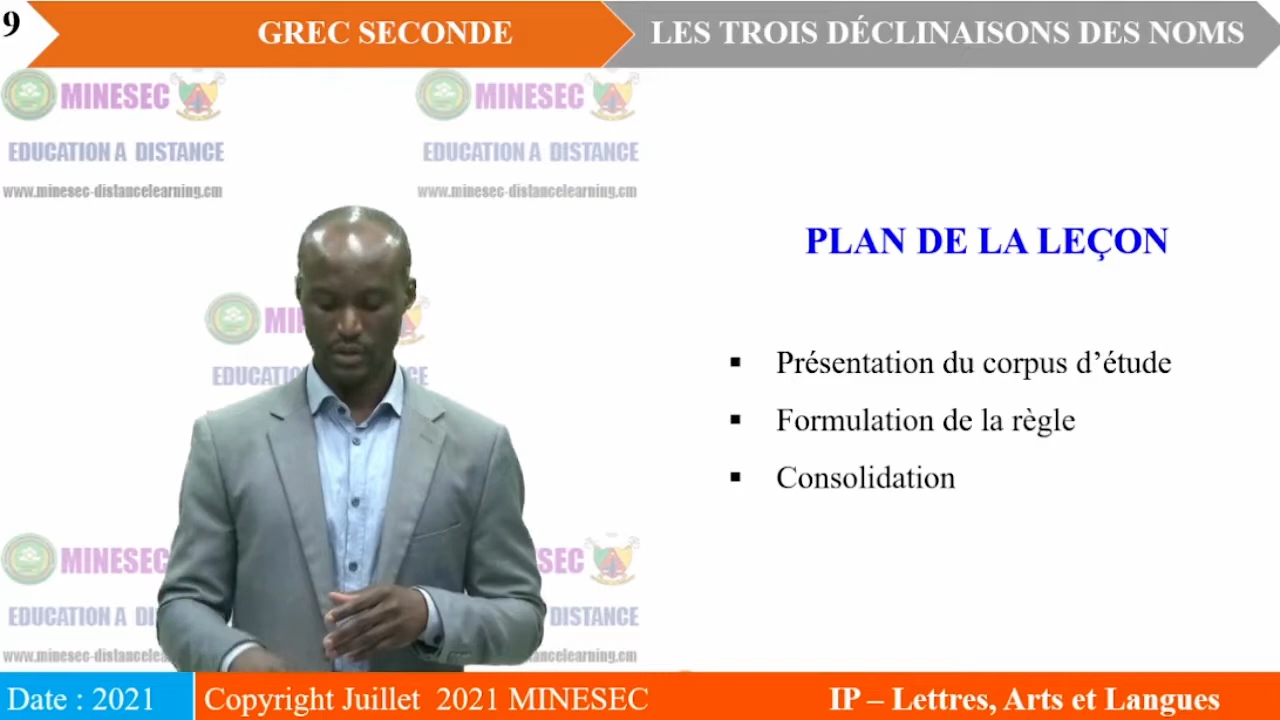 9
GREC SECONDE
LES TROIS DÉCLINAISONS DES NOMS
MINESEC
EDUCATION A DISTANCE
www.minesec-distancelearning.cm
MINESEC
EDUCATION A DISTANCE
www.minesec-distancelearning.cm
PLAN DE LA LEÇON
▪ Présentation du corpus d’étude
▪ Formulation de la règle
▪ Consolidation
MINESEC
EDUCATION A
DISTANCE
Date : 2021
Copyright Juillet 2021 MINESEC
IP – Lettres, Arts et Langues